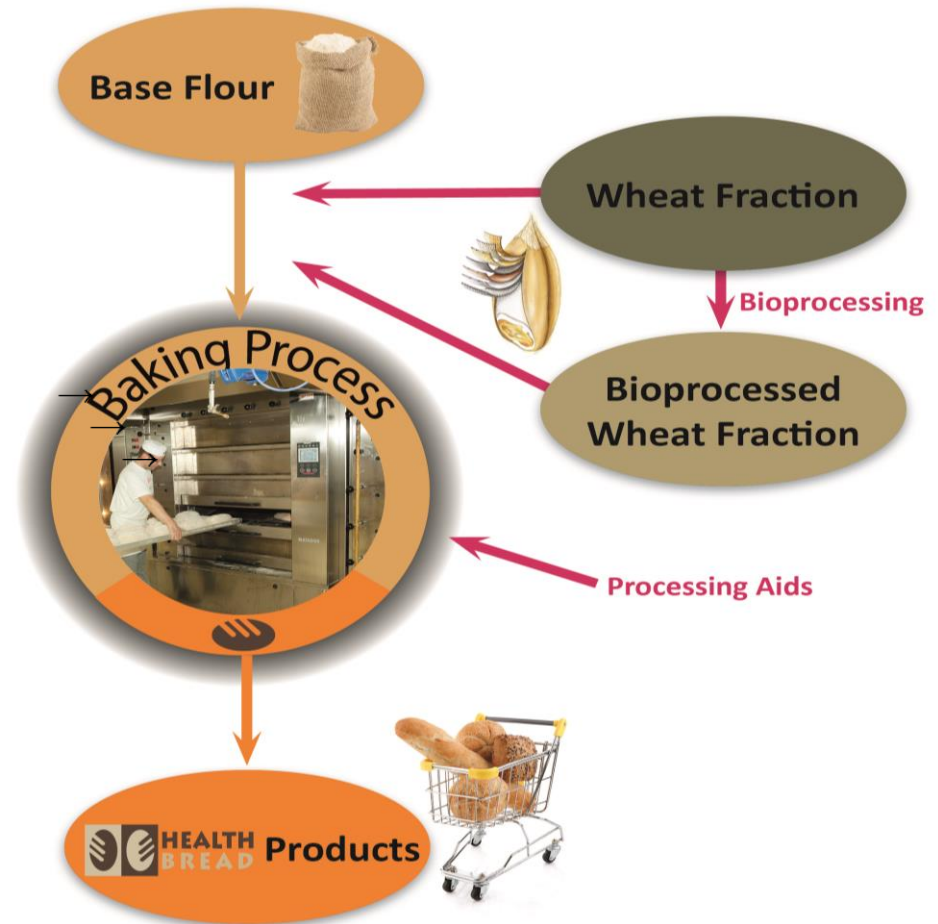 Base Flour
Wheat Fraction
Bioprocessing
Baking Process
Bioprocessed
Wheat Fraction
Processing Aids
HEALTH
BREAD
Products